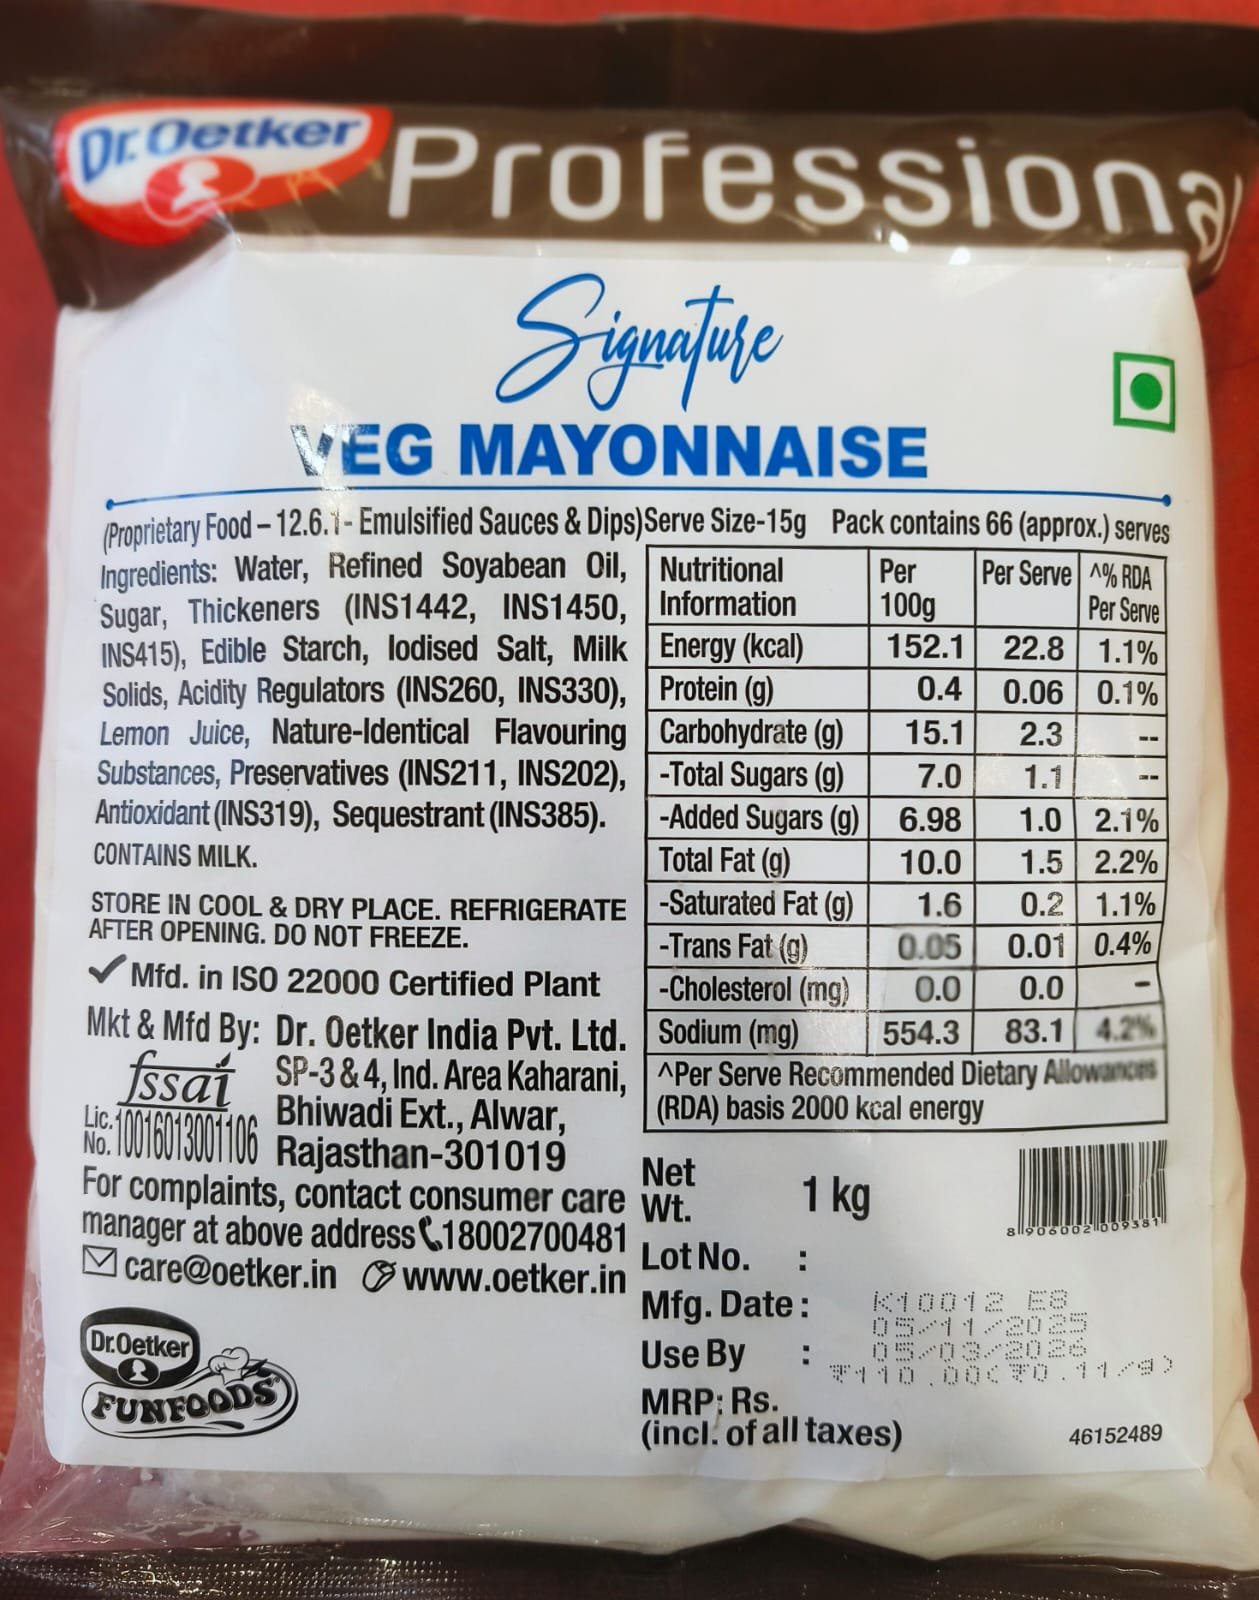 Dr.Oetker Professional
Signature
VEG MAYONNAISE
(Proprietary Food – 12.6.1- Emulsified Sauces & Dips)
Ingredients: Water, Refined Soyabean Oil,
Sugar, Thickeners (INS1442, INS1450,
INS415), Edible Starch, Iodised Salt, Milk
Solids, Acidity Regulators (INS260, INS330),
Lemon Juice, Nature-Identical Flavouring
Substances, Preservatives (INS211, INS202),
Antioxidant (INS319), Sequestrant (INS385).
CONTAINS MILK.
STORE IN COOL & DRY PLACE. REFRIGERATE
AFTER OPENING. DO NOT FREEZE.
✓ Mfd. in ISO 22000 Certified Plant
Mkt & Mfd By: Dr. Oetker India Pvt. Ltd.
SP-3 & 4, Ind. Area Kaharani,
Bhiwadi Ext., Alwar,
Rajasthan-301019
fssai
Lic. No. 10016013001106
For complaints, contact consumer care
manager at above address 18002700481
care@oetker.in www.oetker.in
Dr.Oetker
FUNFOODS
Serve Size-15g Pack contains 66 (approx.) serves
Nutritional Information Per 100g Per Serve ^% RDA Per Serve
Energy (kcal) 152.1 22.8 1.1%
Protein (g) 0.4 0.06 0.1%
Carbohydrate (g) 15.1 2.3 --
-Total Sugars (g) 7.0 1.1 --
-Added Sugars (g) 6.98 1.0 2.1%
Total Fat (g) 10.0 1.5 2.2%
-Saturated Fat (g) 1.6 0.2 1.1%
-Trans Fat (g) 0.05 0.01 0.4%
-Cholesterol (mg) 0.0 0.0 -
Sodium (mg) 554.3 83.1 4.2%
^Per Serve Recommended Dietary Allowances
(RDA) basis 2000 kcal energy
Net Wt. 1 kg
8 906002 009381
Lot No. :
Mfg. Date :
Use By :
MRP: Rs.
(incl. of all taxes)
K10012 E8
05/11/2025
05/03/2026
₹110.00(₹0.11/g)
46152489